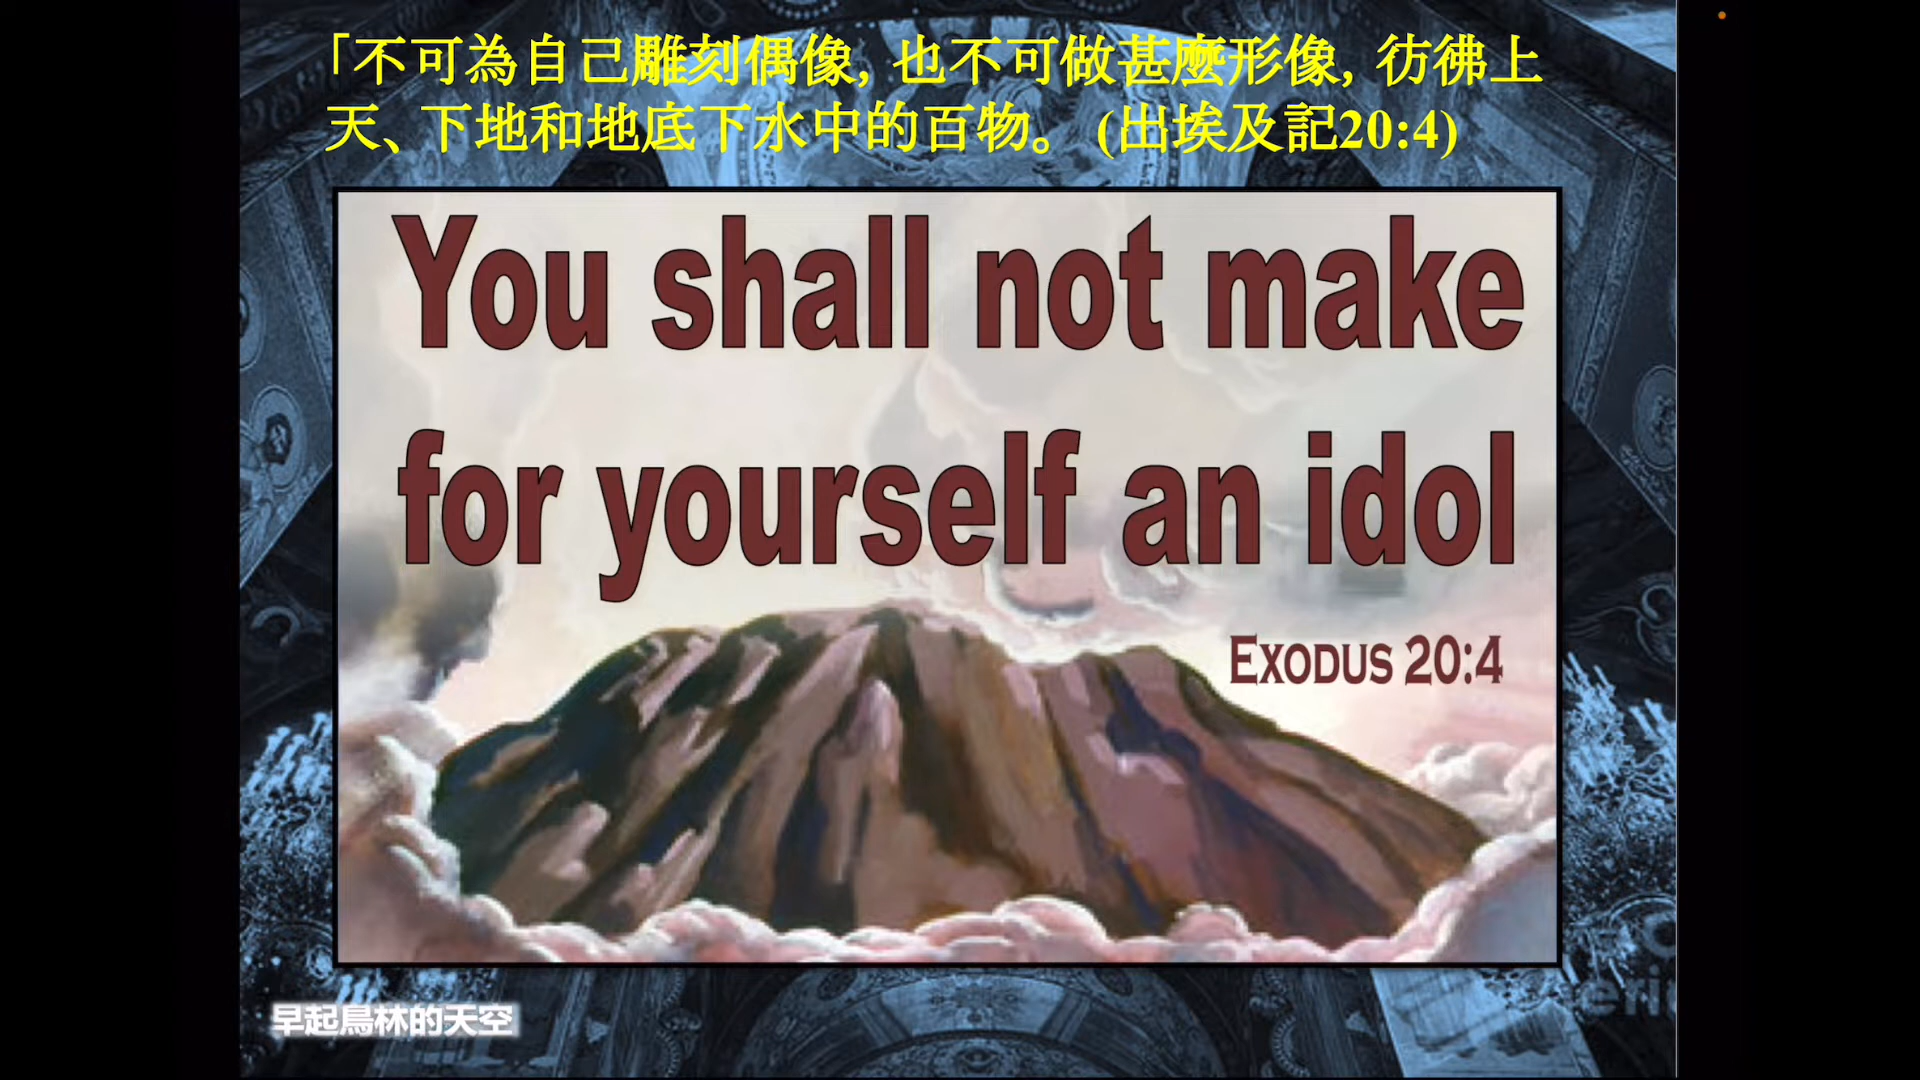 「不可為自己雕刻偶像, 也不可做甚麼形像, 彷彿上
天、下地和地底下水中的百物。 (出埃及記20:4)
You shall not make
for yourself an idol
EXODUS 20:4
早起鳥林的天空